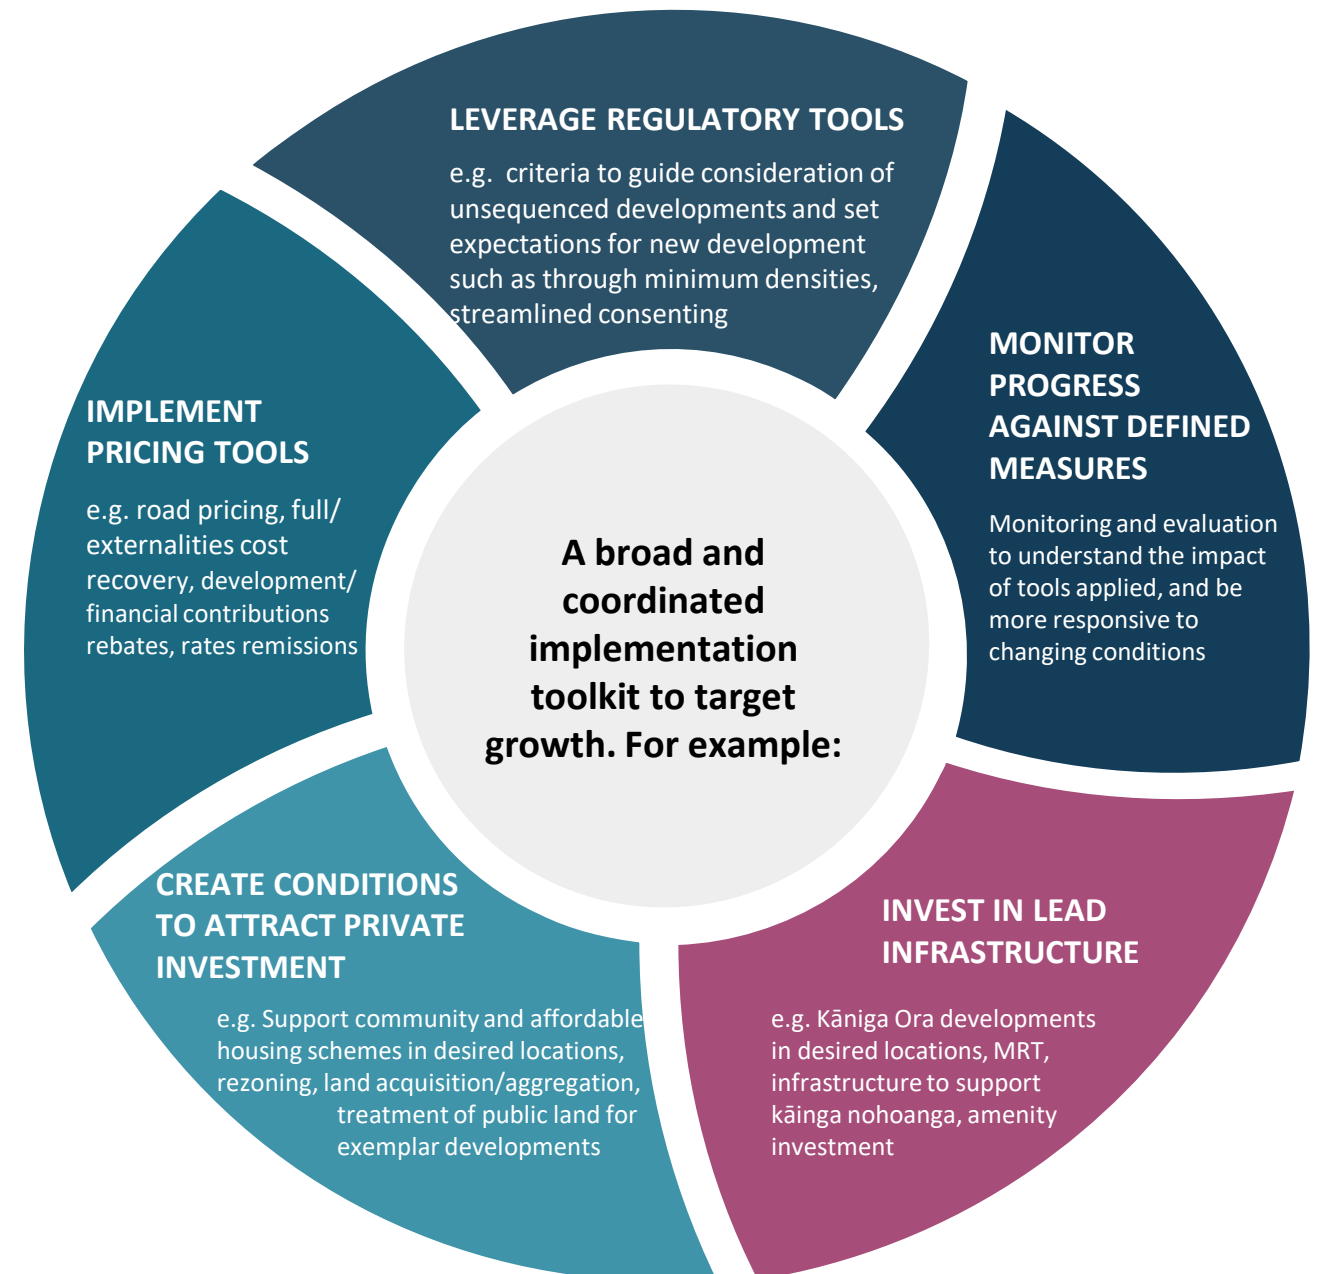 LEVERAGE REGULATORY TOOLS
e.g. criteria to guide consideration of
unsequenced developments and set
expectations for new development
such as through minimum densities,
streamlined consenting
MONITOR
PROGRESS
AGAINST DEFINED
MEASURES
Monitoring and evaluation
to understand the impact
of tools applied, and be
more responsive to
changing conditions
IMPLEMENT
PRICING TOOLS
e.g. road pricing, full/
externalities cost
recovery, development/
financial contributions
rebates, rates remissions
A broad and
coordinated
implementation
toolkit to target
growth. For example:
CREATE CONDITIONS
TO ATTRACT PRIVATE
INVESTMENT
e.g. Support community and affordable
housing schemes in desired locations,
rezoning, land acquisition/aggregation,
treatment of public land for
exemplar developments
INVEST IN LEAD
INFRASTRUCTURE
e.g. Kāniga Ora developments
in desired locations, MRT,
infrastructure to support
kāinga nohoanga, amenity
investment